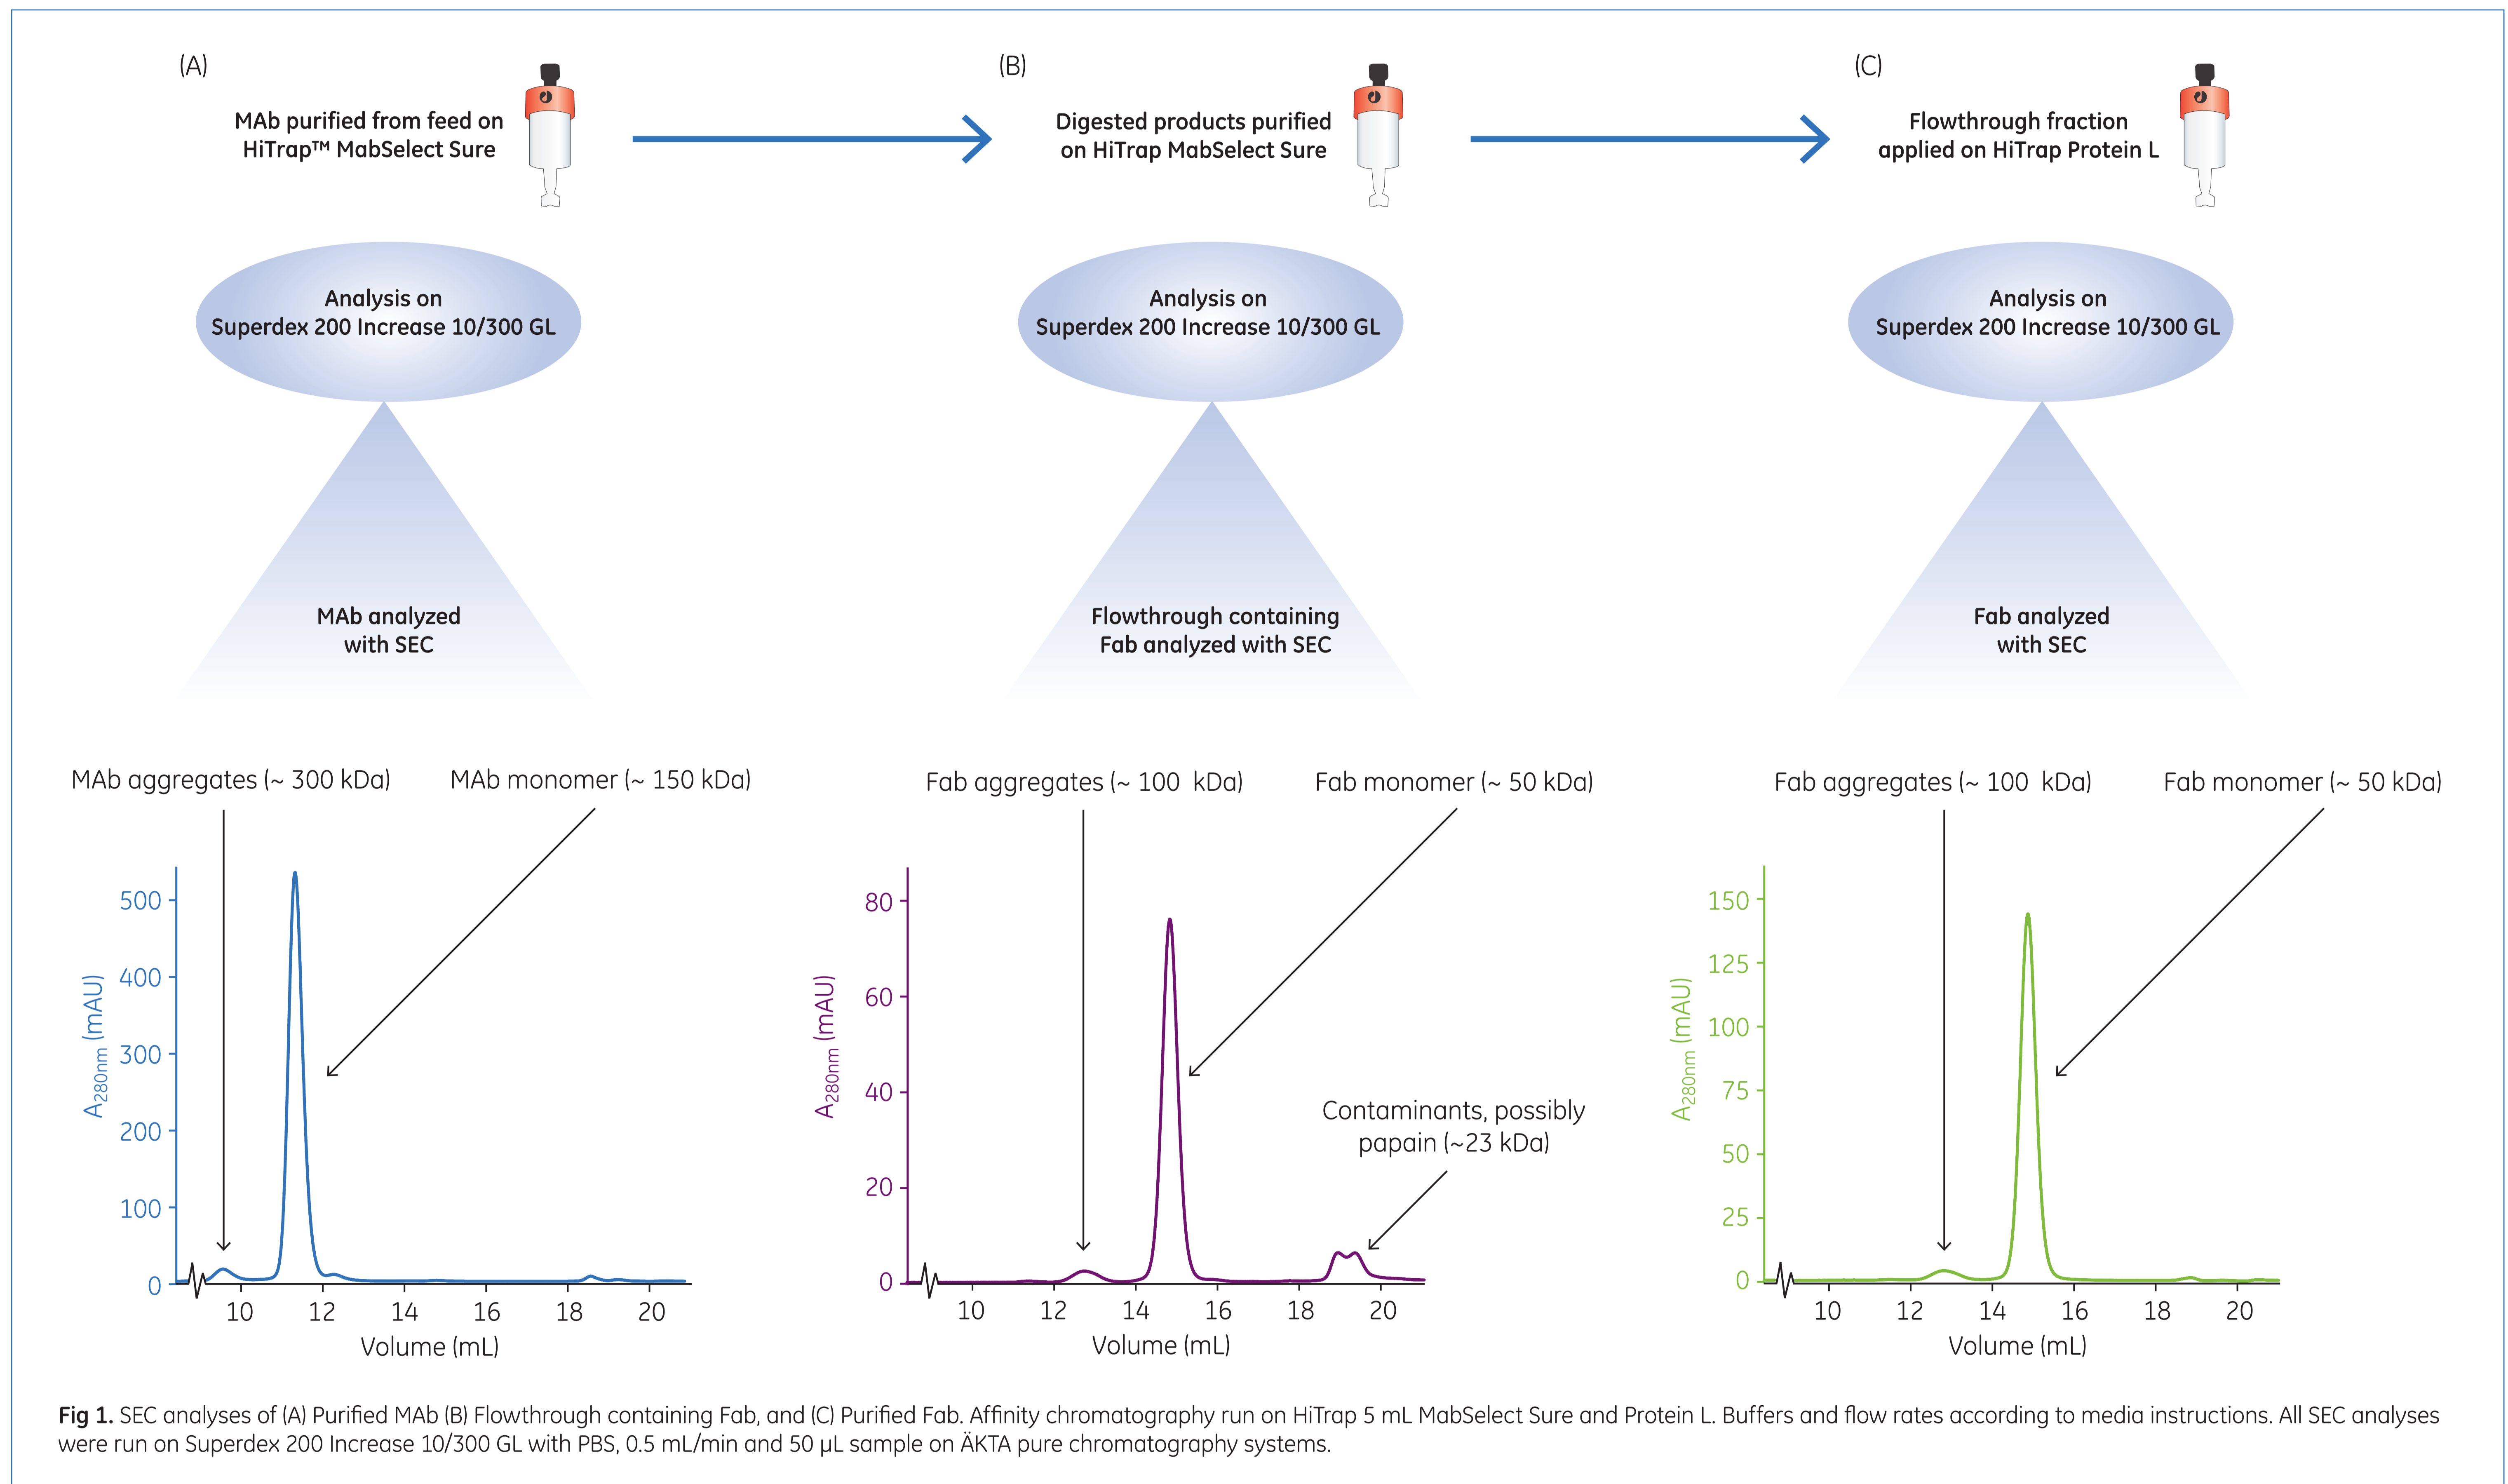 (A)
MAb purified from feed on
HiTrap™ MabSelect Sure
(B)
Digested products purified
on HiTrap MabSelect Sure
(C)
Flowthrough fraction
applied on HiTrap Protein L
Analysis on
Superdex 200 Increase 10/300 GL
Analysis on
Superdex 200 Increase 10/300 GL
Analysis on
Superdex 200 Increase 10/300 GL
MAb analyzed
with SEC
Flowthrough containing
Fab analyzed with SEC
Fab analyzed
with SEC
MAb aggregates (~ 300 kDa)
MAb monomer (~ 150 kDa)
A280nm (mAU)
500
400
300
200
100
0
10 12 14 16 18 20
Volume (mL)
Fab aggregates (~ 100 kDa)
Fab monomer (~ 50 kDa)
Contaminants, possibly
papain (~23 kDa)
A280nm (mAU)
80
60
40
20
0
10 12 14 16 18 20
Volume (mL)
Fab aggregates (~ 100 kDa)
Fab monomer (~ 50 kDa)
A280nm (mAU)
150
125
100
75
50
25
0
10 12 14 16 18 20
Volume (mL)
Fig 1. SEC analyses of (A) Purified MAb (B) Flowthrough containing Fab, and (C) Purified Fab. Affinity chromatography run on HiTrap 5 mL MabSelect Sure and Protein L. Buffers and flow rates according to media instructions. All SEC analyses
were run on Superdex 200 Increase 10/300 GL with PBS, 0.5 mL/min and 50 µL sample on ÄKTA pure chromatography systems.